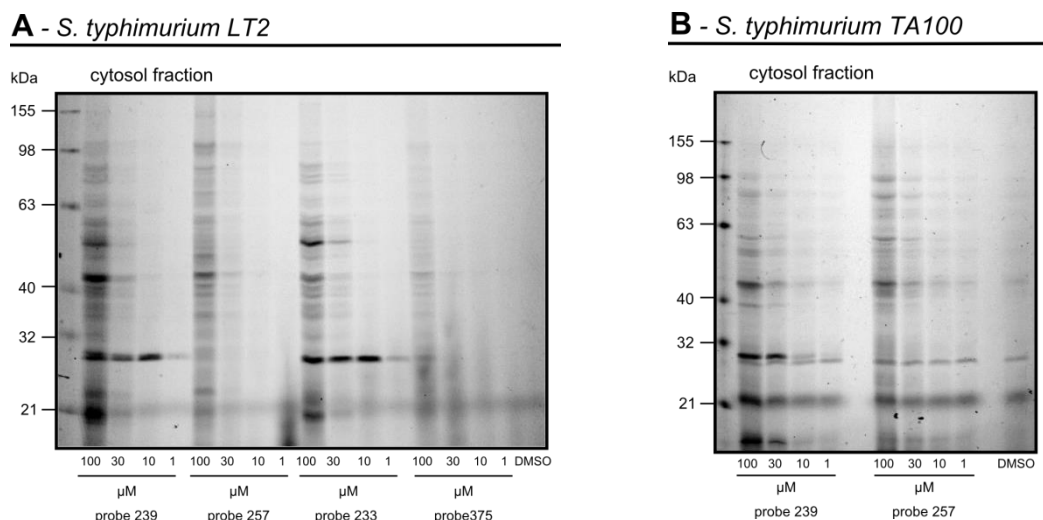 A - S. typhimurium LT2
kDa
cytosol fraction
155
98
63
40
32
21
100 30 10 1 100 30 10 1 100 30 10 1 100 30 10 1 DMSO
µM µM µM µM
probe 239 probe 257 probe 233 probe375
B - S. typhimurium TA100
kDa
cytosol fraction
155
98
63
40
32
21
100 30 10 1 100 30 10 1 DMSO
µM µM
probe 239 probe 257